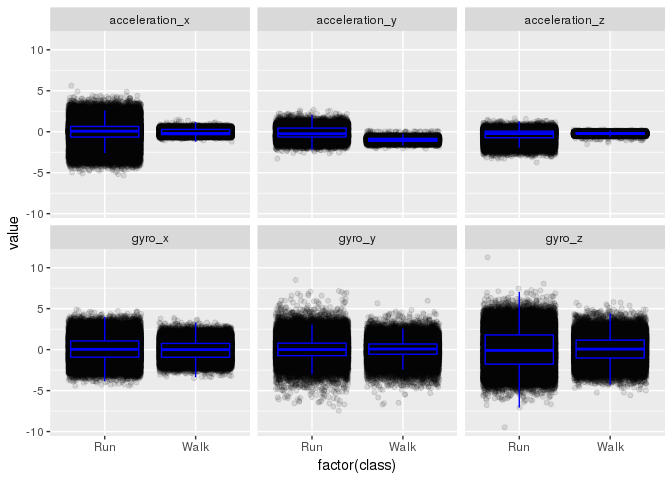 acceleration_x acceleration_y acceleration_z
10
5
0
-5
-10
value
gyro_x gyro_y gyro_z
10
5
0
-5
-10
Run Walk Run Walk Run Walk
factor(class)